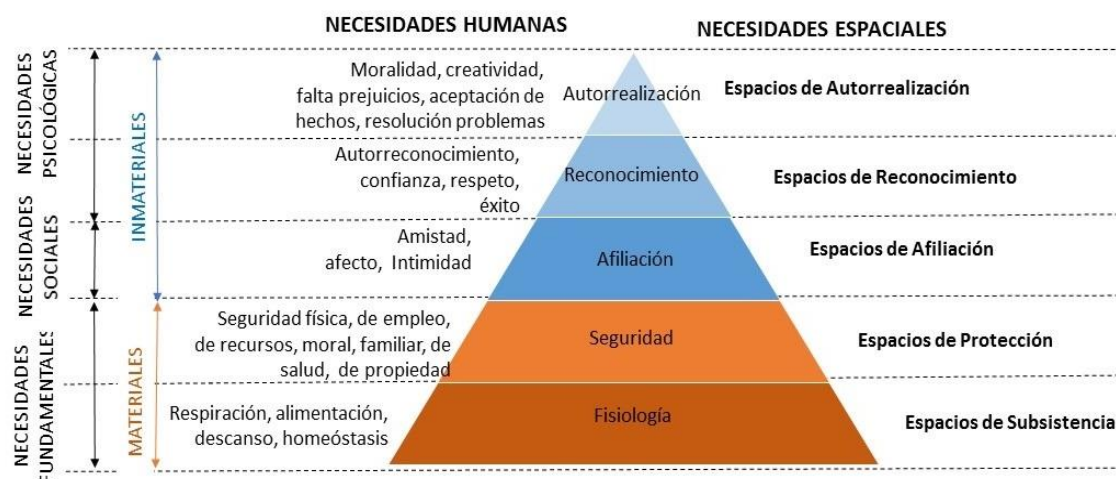 NECESIDADES HUMANAS
NECESIDADES ESPACIALES
NECESIDADES
PSICOLÓGICAS
INMATERIALES
Moralidad, creatividad,
falta prejuicios, aceptación de
hechos, resolución problemas
Autorrealización
Espacios de Autorrealización
Autorreconocimiento,
confianza, respeto,
éxito
Reconocimiento
Espacios de Reconocimiento
NECESIDADES
SOCIALES
Amistad,
afecto, Intimidad
Afiliación
Espacios de Afiliación
NECESIDADES
FUNDAMENTALES
MATERIALES
Seguridad física, de empleo,
de recursos, moral, familiar, de
salud, de propiedad
Seguridad
Espacios de Protección
Respiración, alimentación,
descanso, homeóstasis
Fisiología
Espacios de Subsistencia